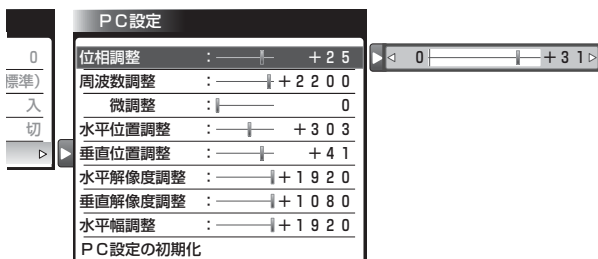 PC設定
0
標準)
入
切
位相調整 : +25
0 +31
周波数調整 : +2200
微調整 : 0
水平位置調整 : +303
垂直位置調整 : +41
水平解像度調整 : +1920
垂直解像度調整 : +1080
水平幅調整 : +1920
PC設定の初期化